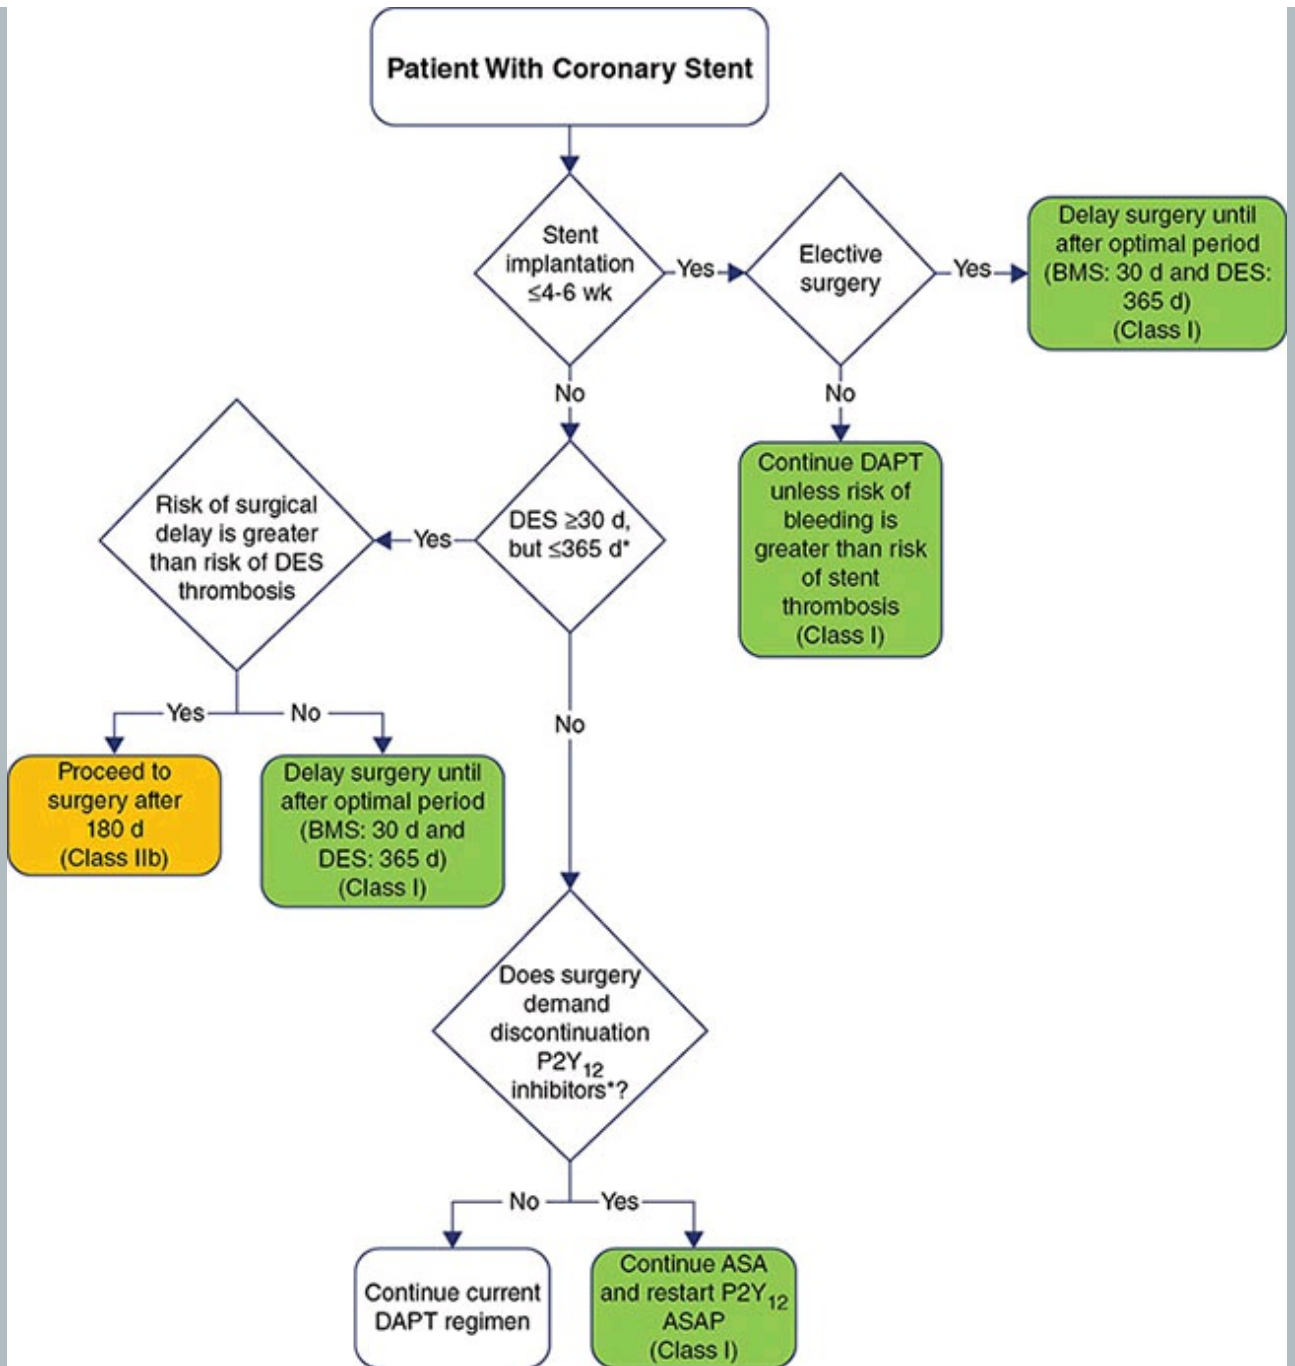 Patient With Coronary Stent
Stent
implantation
≤4-6 wk
Yes
Elective
surgery
Yes
Delay surgery until
after optimal period
(BMS: 30 d and DES:
365 d)
(Class I)
No
No
Risk of surgical
delay is greater
than risk of DES
thrombosis
Yes
DES ≥30 d,
but ≤365 d*
Continue DAPT
unless risk of
bleeding is
greater than risk
of stent
thrombosis
(Class I)
Yes
No
No
Proceed to
surgery after
180 d
(Class IIb)
Delay surgery until
after optimal period
(BMS: 30 d and
DES: 365 d)
(Class I)
Does surgery
demand
discontinuation
P2Y12
inhibitors*?
No
Yes
Continue current
DAPT regimen
Continue ASA
and restart P2Y12
ASAP
(Class I)